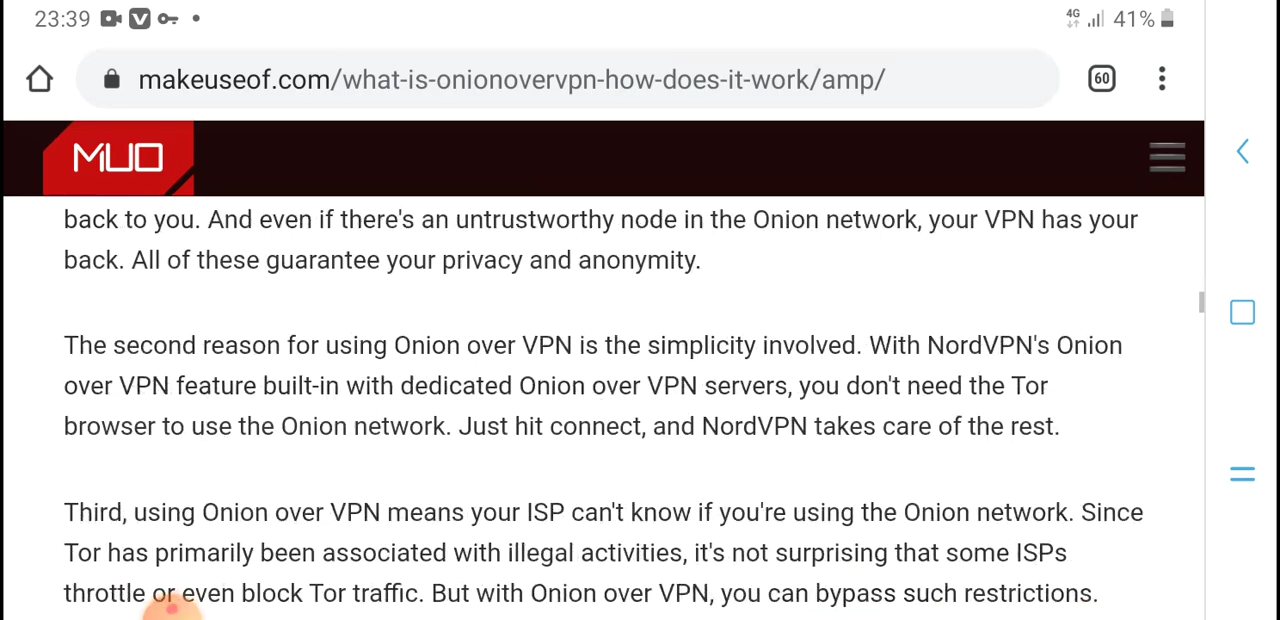 23:39 V 4G 41%
makeuseof.com/what-is-onionovervpn-how-does-it-work/amp/ 60
MUO
back to you. And even if there's an untrustworthy node in the Onion network, your VPN has your
back. All of these guarantee your privacy and anonymity.
The second reason for using Onion over VPN is the simplicity involved. With NordVPN's Onion
over VPN feature built-in with dedicated Onion over VPN servers, you don't need the Tor
browser to use the Onion network. Just hit connect, and NordVPN takes care of the rest.
Third, using Onion over VPN means your ISP can't know if you're using the Onion network. Since
Tor has primarily been associated with illegal activities, it's not surprising that some ISPs
throttle or even block Tor traffic. But with Onion over VPN, you can bypass such restrictions.